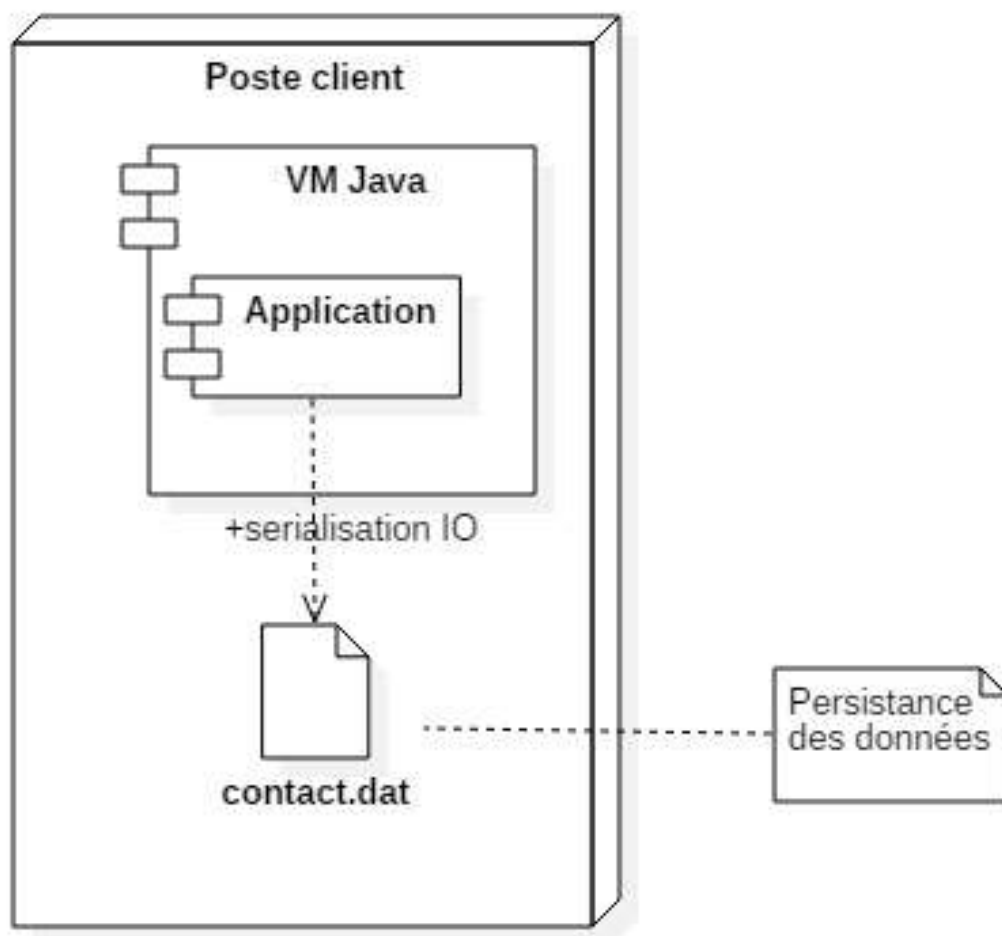 Poste client
VM Java
Application
+serialisation IO
contact.dat
Persistance
des données